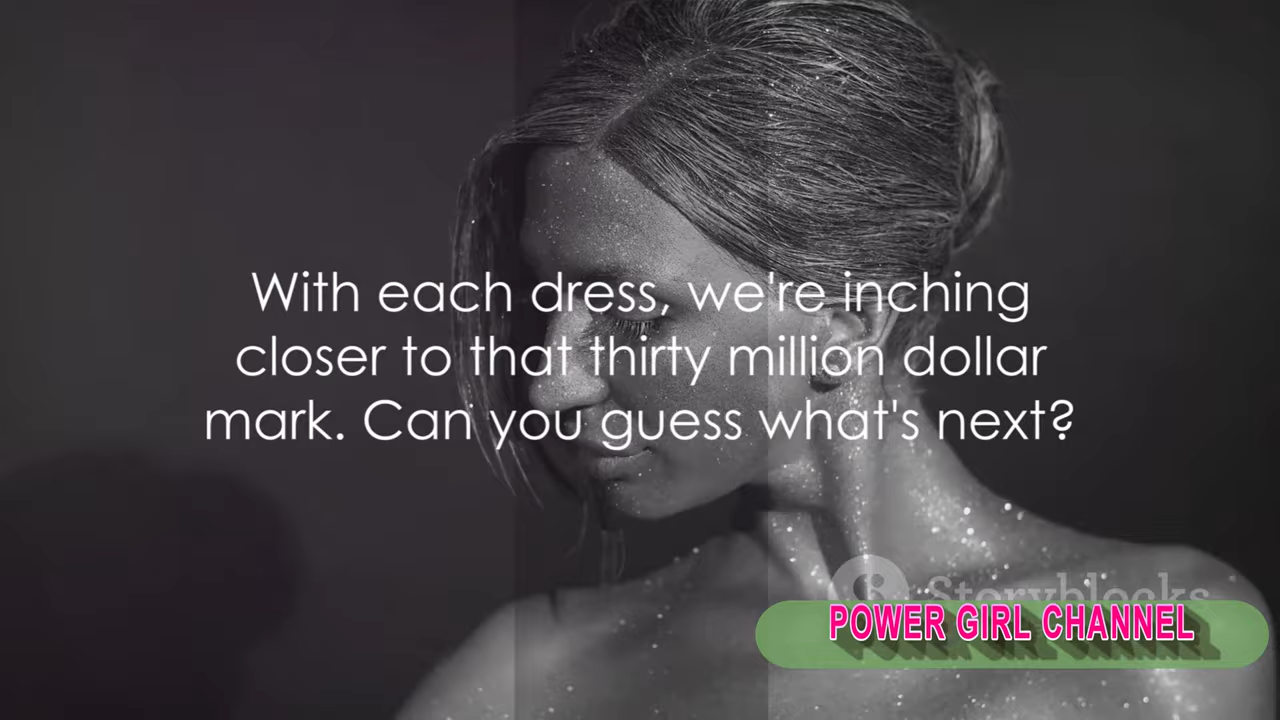 With each dress, we're inching
closer to that thirty million dollar
mark. Can you guess what's next?
Storyblocks
POWER GIRL CHANNEL